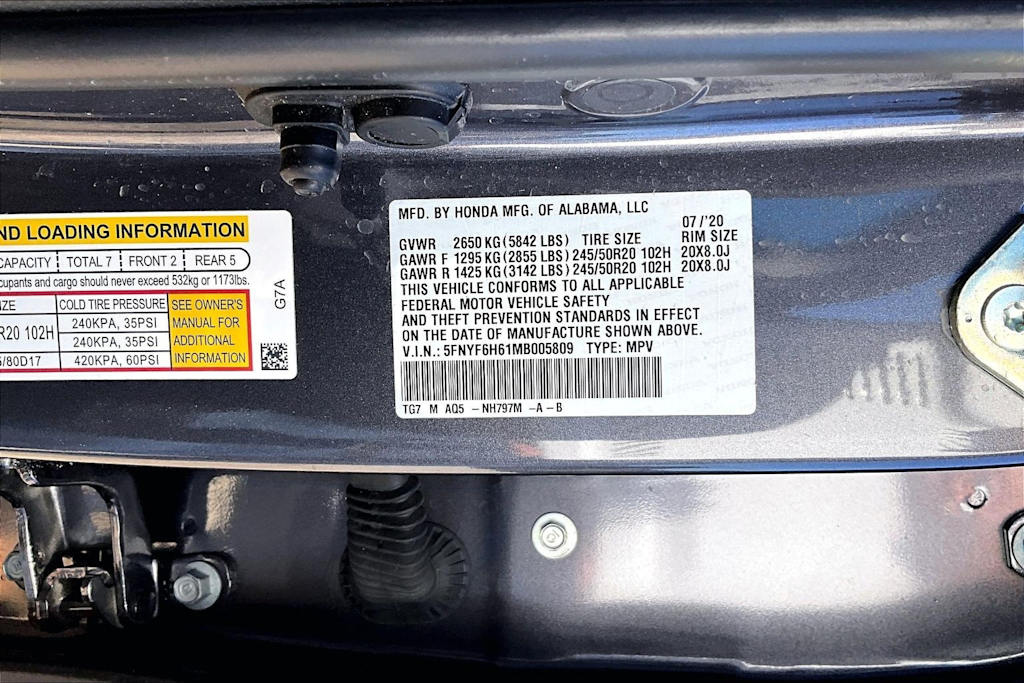 ND LOADING INFORMATION
CAPACITY TOTAL 7 FRONT 2 REAR 5
cupants and cargo should never exceed 532kg or 1173lbs.
ZE COLD TIRE PRESSURE SEE OWNER'S MANUAL FOR ADDITIONAL INFORMATION
R20 102H 240KPA, 35PSI
240KPA, 35PSI
5/80D17 420KPA, 60PSI
G7A
MFD. BY HONDA MFG. OF ALABAMA, LLC 07/'20
GVWR 2650 KG (5842 LBS) TIRE SIZE RIM SIZE
GAWR F 1295 KG (2855 LBS) 245/50R20 102H 20X8.0J
GAWR R 1425 KG (3142 LBS) 245/50R20 102H 20X8.0J
THIS VEHICLE CONFORMS TO ALL APPLICABLE
FEDERAL MOTOR VEHICLE SAFETY
AND THEFT PREVENTION STANDARDS IN EFFECT
ON THE DATE OF MANUFACTURE SHOWN ABOVE.
V.I.N.: 5FNYF6H61MB005809 TYPE: MPV
TG7 M AQ5 -NH797M -A-B